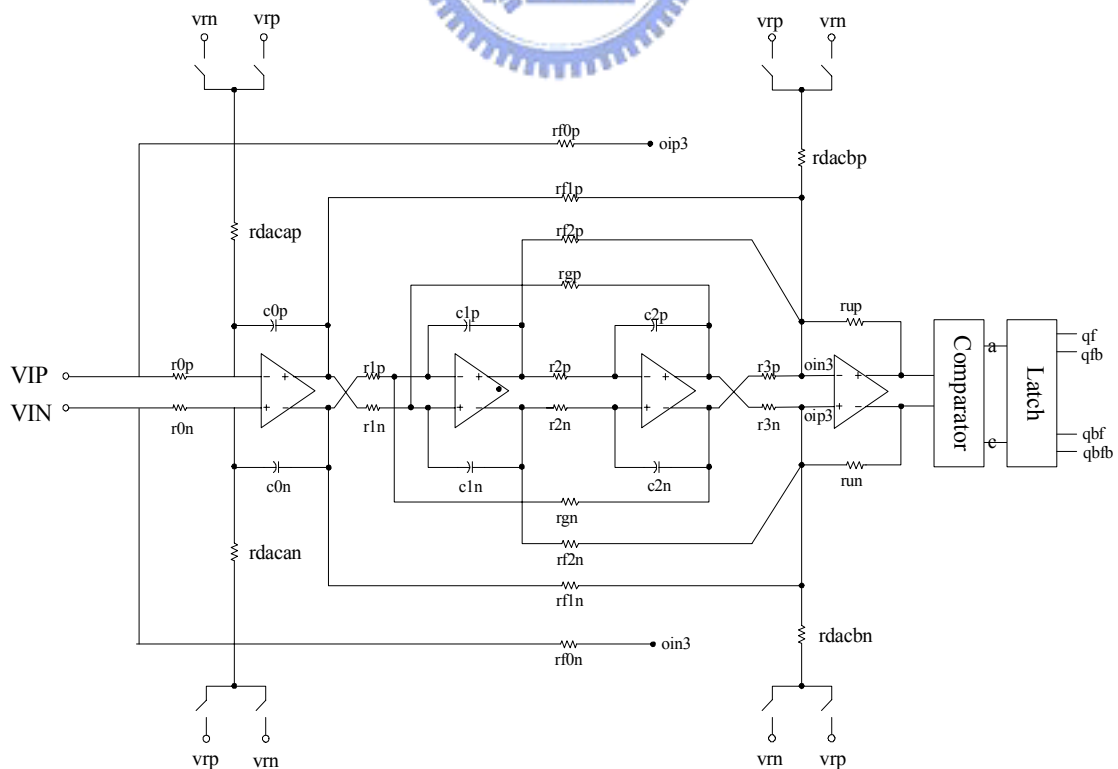 vrn vrp vrp vrn
rf0p
oip3
rdacbp
rf1p
rdacap
rf2p
rgp
c0p c1p c2p rup
VIP r0p r1p r2p r3p oin3 a qf
qfb
Comparator Latch
VIN r0n r1n r2n r3n oip3 c qbf
qbfb
c0n c1n c2n run
rgn
rdacan
rf2n
rf1n
rdacbn
oin3
rf0n
vrp vrn vrn vrp